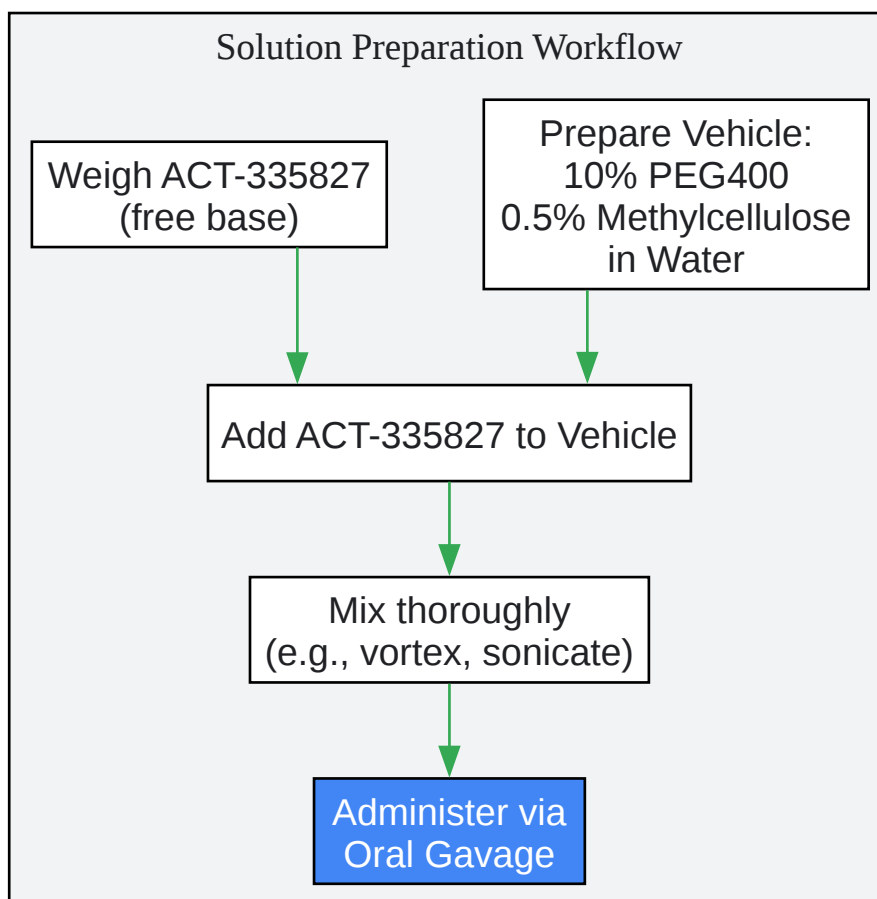 Solution Preparation Workflow
Weigh ACT-335827
(free base)
Prepare Vehicle:
10% PEG400
0.5% Methylcellulose
in Water
Add ACT-335827 to Vehicle
Mix thoroughly
(e.g., vortex, sonicate)
Administer via
Oral Gavage